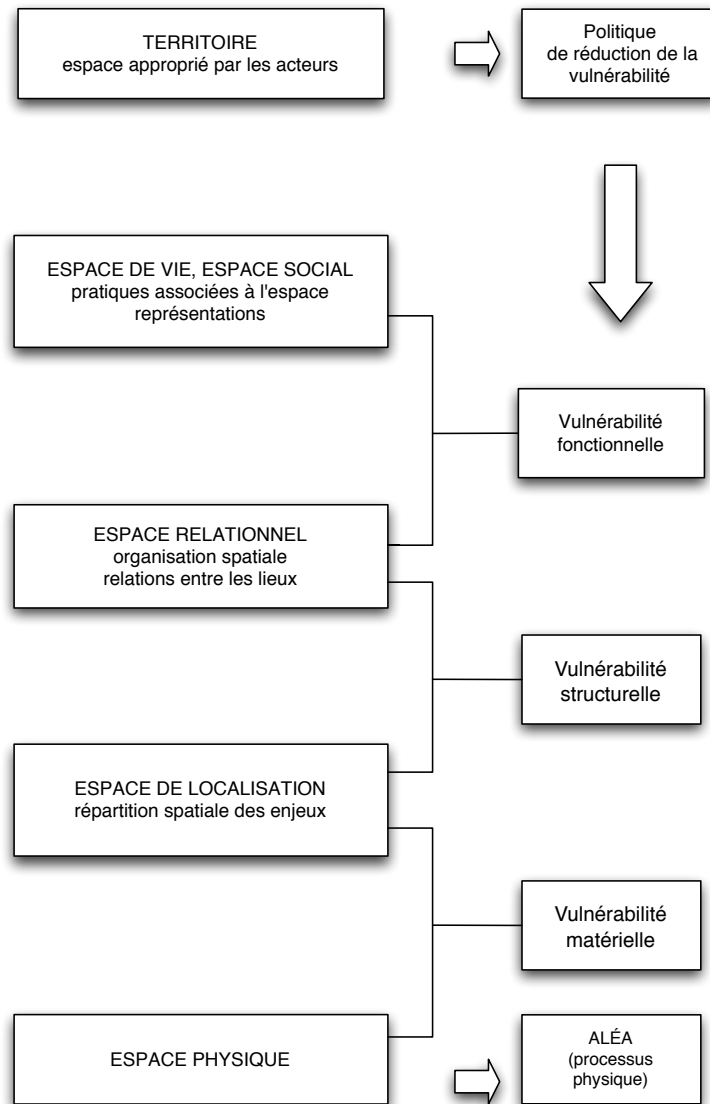 TERRITOIRE
espace approprié par les acteurs
Politique
de réduction de la
vulnérabilité
ESPACE DE VIE, ESPACE SOCIAL
pratiques associées à l'espace
représentations
Vulnérabilité
fonctionnelle
ESPACE RELATIONNEL
organisation spatiale
relations entre les lieux
Vulnérabilité
structurelle
ESPACE DE LOCALISATION
répartition spatiale des enjeux
Vulnérabilité
matérielle
ESPACE PHYSIQUE
ALÉA
(processus
physique)